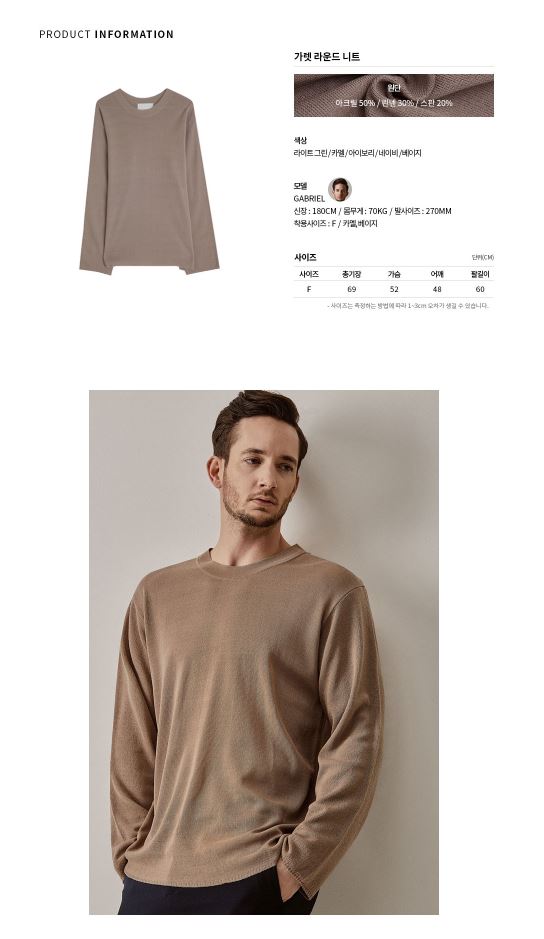 PRODUCT INFORMATION
가렛 라운드 니트
원단
아크릴 50% / 린넨 30% / 스판 20%
색상
라이트그린/카멜/아이보리/네이비/베이지
모델
GABRIEL
신장 : 180CM / 몸무게 : 70KG / 발사이즈 : 270MM
착용사이즈 : F / 카멜,베이지
사이즈 단위(CM)
사이즈 총기장 가슴 어깨 팔길이
F 69 52 48 60
- 사이즈는 측정하는 방법에 따라 1~3cm 오차가 생길 수 있습니다.